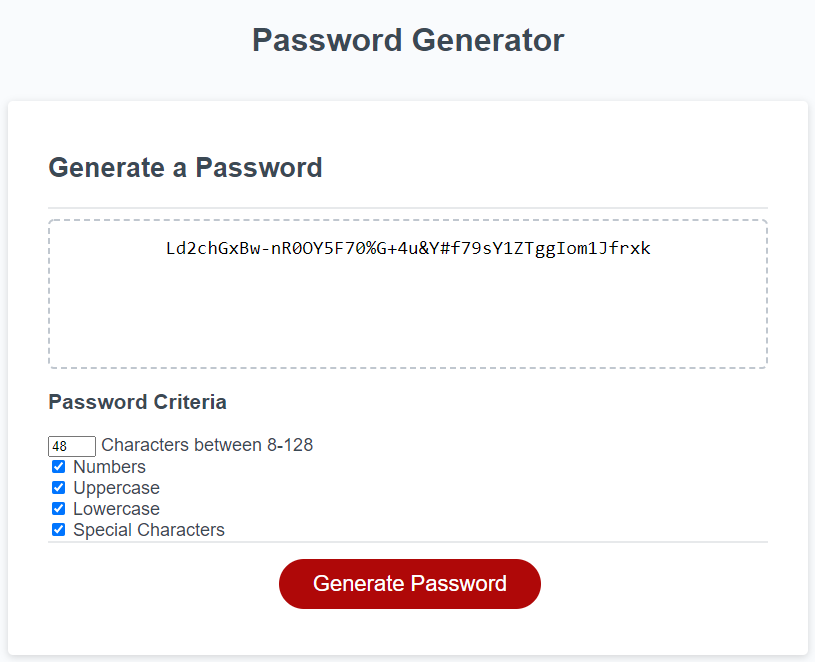 Password Generator
Generate a Password
Ld2chGxBw-nR0OY5F70%G+4u&Y#f79sY1ZTggIom1Jfrxk
Password Criteria
48 Characters between 8-128
Numbers
Uppercase
Lowercase
Special Characters
Generate Password